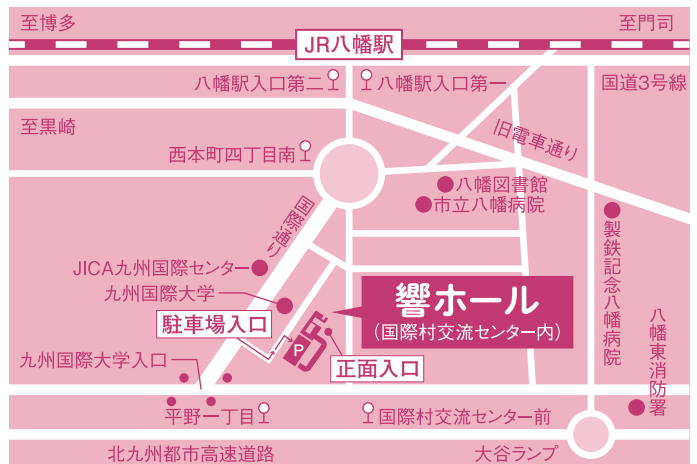 至博多
至門司
JR八幡駅
八幡駅入口第二
八幡駅入口第一
国道3号線
至黒崎
旧電車通り
西本町四丁目南
八幡図書館
市立八幡病院
国際通り
製鉄記念八幡病院
JICA九州国際センター
九州国際大学
響ホール
(国際村交流センター内)
駐車場入口
P
正面入口
八幡東消防署
九州国際大学入口
平野一丁目
国際村交流センター前
北九州都市高速道路
大谷ランプ